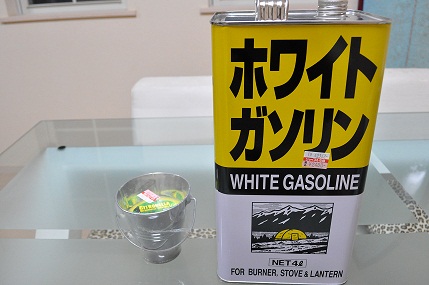 ホワイト
ガソリン
WHITE GASOLINE
NET 4ℓ
FOR BURNER, STOVE & LANTERN